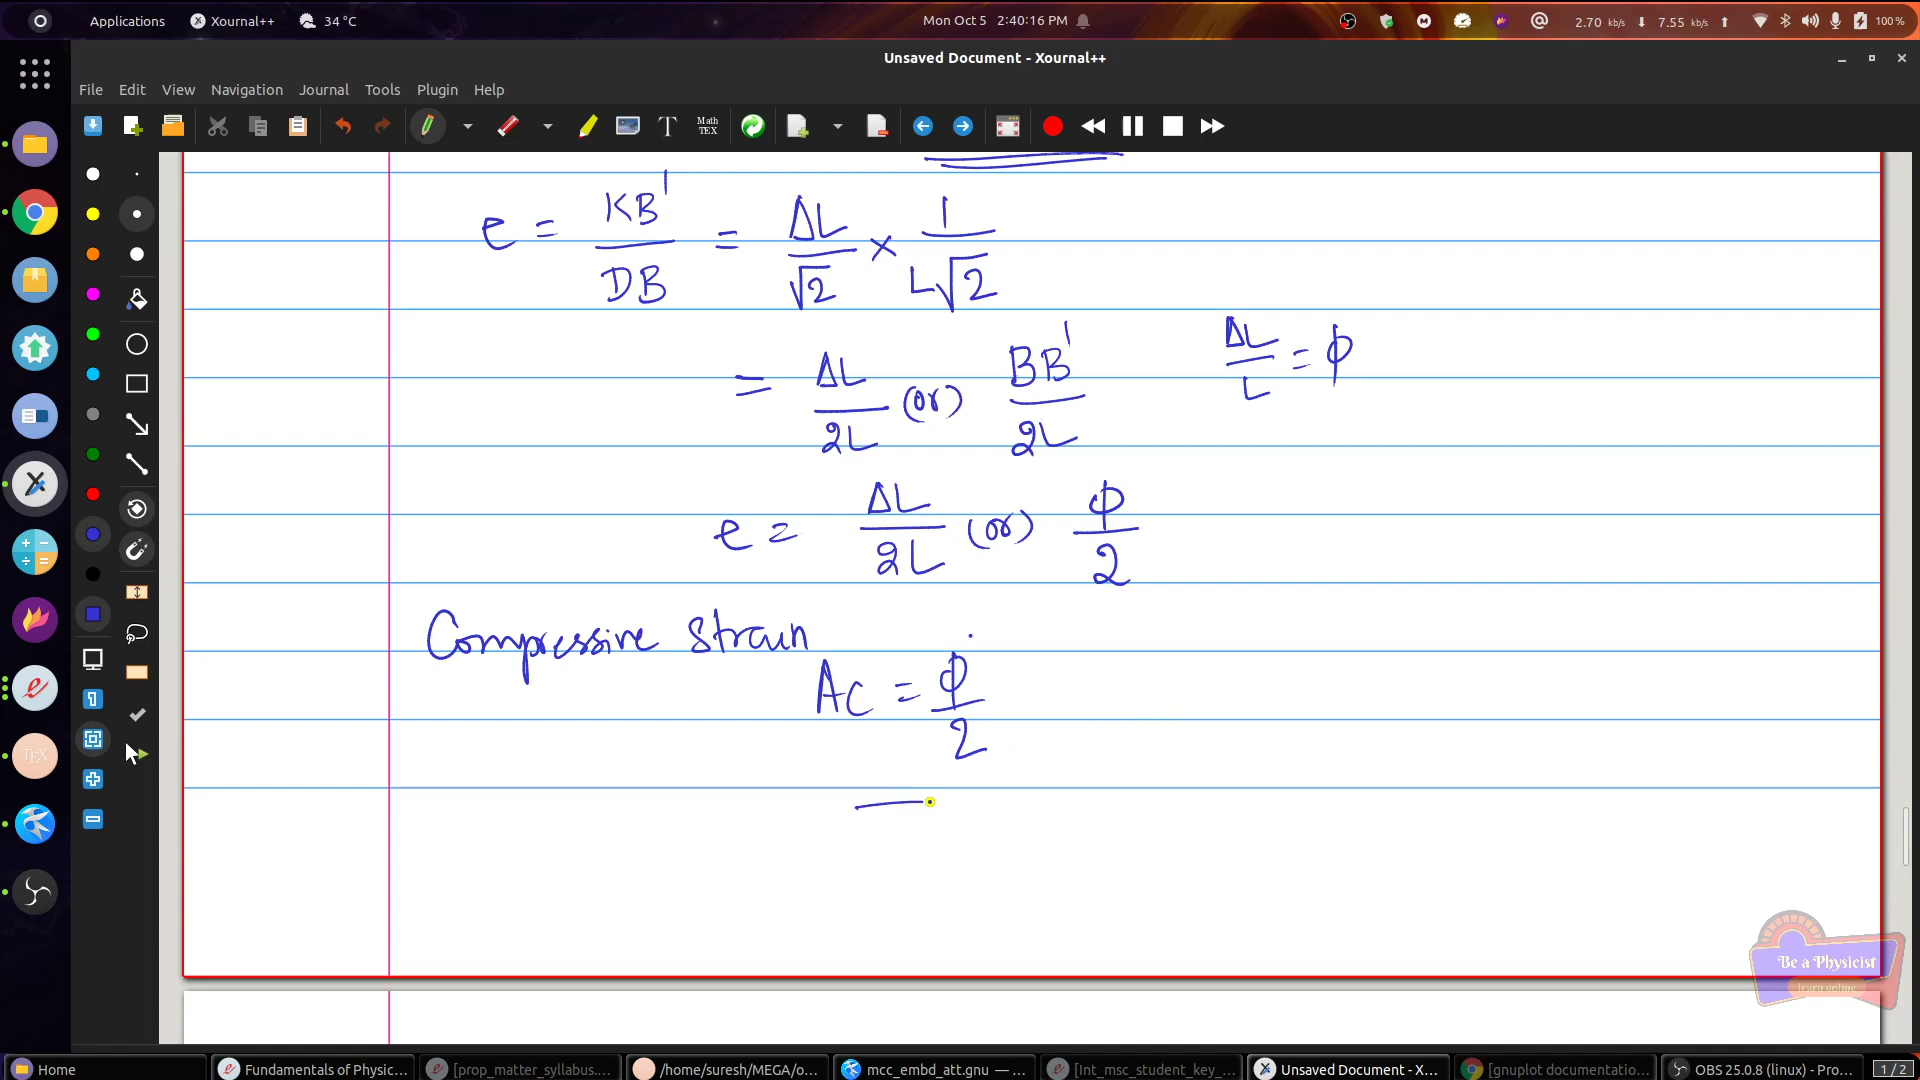 Applications Xournal++ 34 °C Mon Oct 5 2:40:16 PM 2.70 kb/s 7.55 kb/s 100%
Unsaved Document - Xournal++
File Edit View Navigation Journal Tools Plugin Help
T Math TEX
e = KB' / DB = ΔL / √2 × 1 / L√2
= ΔL / 2L (or) BB' / 2L
ΔL / L = φ
e = ΔL / 2L (or) φ / 2
Compressive strain
AC = φ / 2
TEX
Be a Physicist
learn online
Home Fundamentals of Physic... [prop_matter_syllabus.... /home/suresh/MEGA/o... mcc_embd_att.gnu — ... [Int_msc_student_key_... Unsaved Document - X... [gnuplot documentatio... OBS 25.0.8 (linux) - Pro... 1 / 2